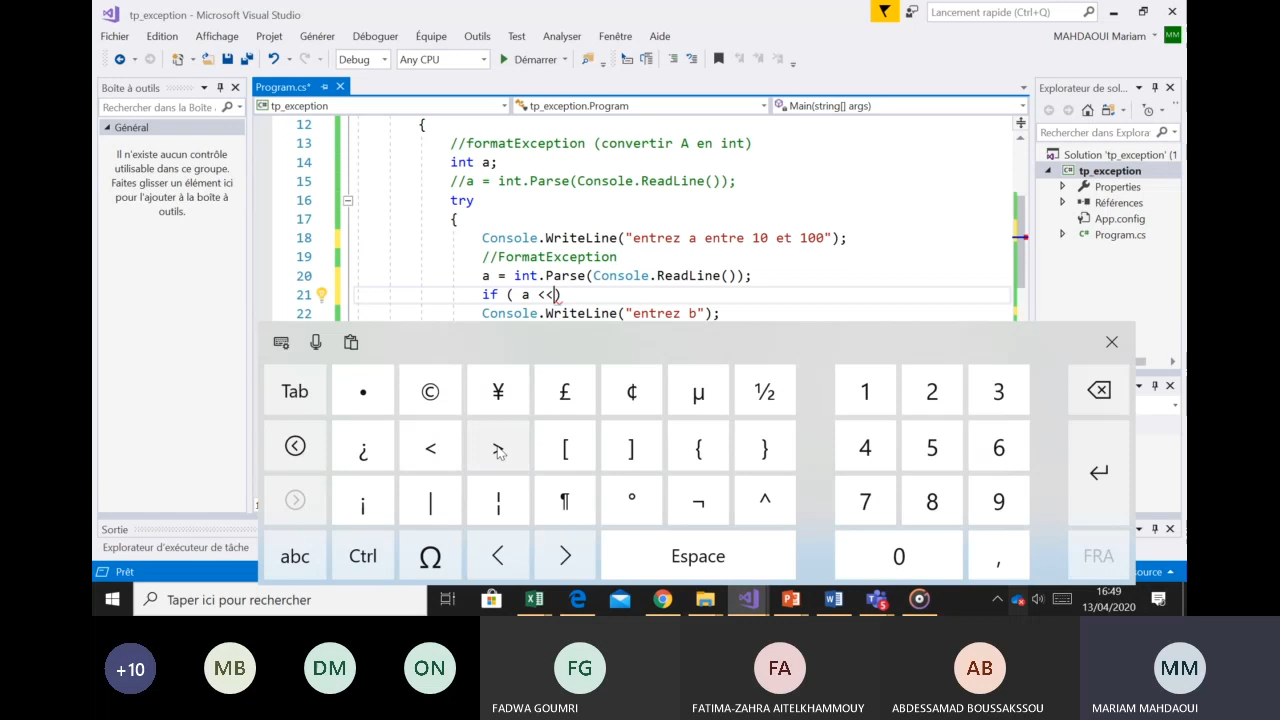 tp_exception - Microsoft Visual Studio
Lancement rapide (Ctrl+Q)
Fichier Edition Affichage Projet Générer Déboguer Équipe Outils Test Analyser Fenêtre Aide
MAHDAOUI Mariam MM
Debug Any CPU Démarrer
Boîte à outils
Program.cs*
Explorateur de sol...
Rechercher dans la Boîte
tp_exception tp_exception.Program Main(string[] args)
Général
Il n'existe aucun contrôle
utilisable dans ce groupe.
Faites glisser un élément ici
pour l'ajouter à la boîte à
outils.
12 {
13 //formatException (convertir A en int)
14 int a;
15 //a = int.Parse(Console.ReadLine());
16 try
17 {
18 Console.WriteLine("entrez a entre 10 et 100");
19 //FormatException
20 a = int.Parse(Console.ReadLine());
21 if ( a <<)
22 Console.WriteLine("entrez b");
Rechercher dans Explora
Solution 'tp_exception' (1
tp_exception
Properties
Références
App.config
Program.cs
Tab • © ¥ £ ¢ µ ½ 1 2 3
¿ < > [ ] { } 4 5 6
¡ | ¦ ¶ ° ¬ ^ 7 8 9
abc Ctrl Ω < > Espace 0 , FRA
Sortie
Explorateur d'exécuteur de tâche
Prêt
ource
Taper ici pour rechercher
16:49
13/04/2020
+10 MB DM ON FG FA AB MM
FADWA GOUMRI
FATIMA-ZAHRA AITELKHAMMOUY
ABDESSAMAD BOUSSAKSSOU
MARIAM MAHDAOUI